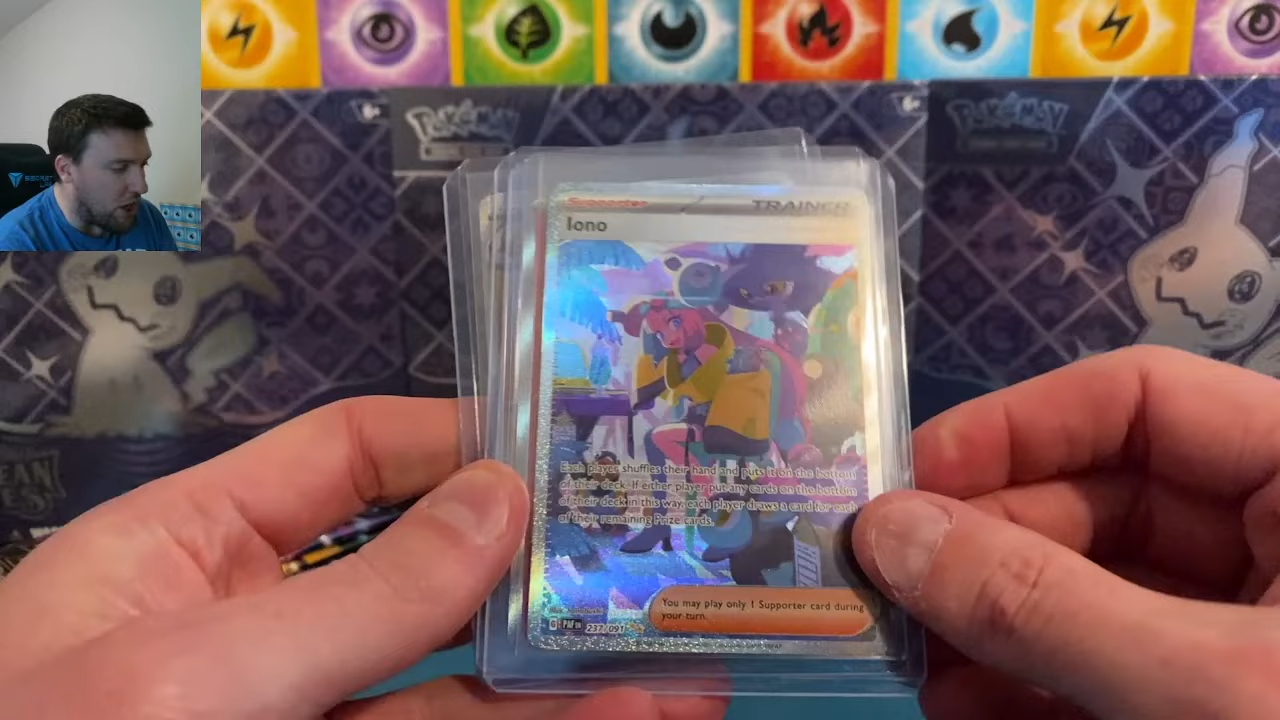 POKÉMON
POKÉMON
SECRET
Supporter
TRAINER
Iono
Each player shuffles their hand and puts it on the bottom
of their deck. If either player put any cards on the bottom
of their deck in this way, each player draws a card for each
of their remaining Prize cards.
You may play only 1 Supporter card during
your turn.
G PAF EN 237/091